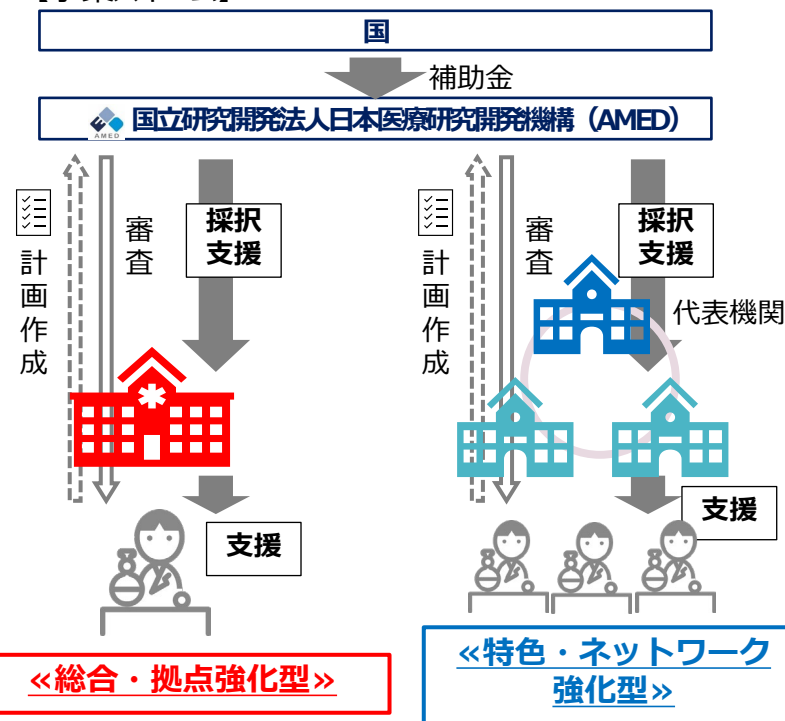 国
補助金
AMED
国立研究開発法人日本医療研究開発機構（AMED）
計画作成
審査
採択
支援
支援
«総合・拠点強化型»
計画作成
審査
採択
支援
代表機関
支援
«特色・ネットワーク
強化型»